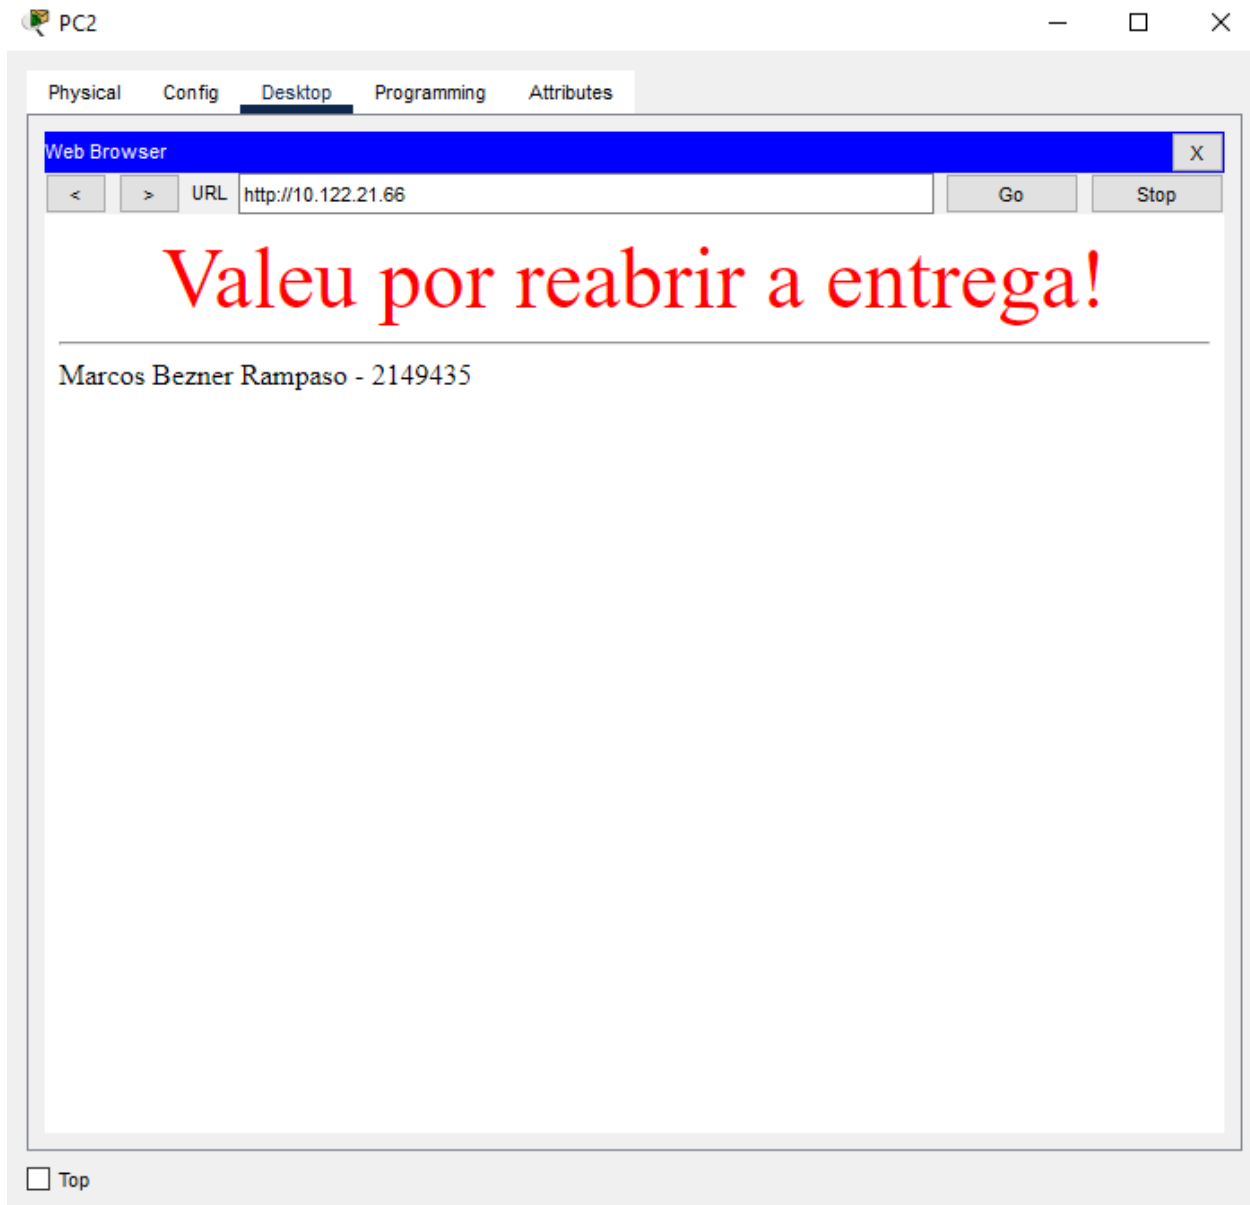 PC2
Physical Config Desktop Programming Attributes
Web Browser X
< > URL http://10.122.21.66 Go Stop
Valeu por reabrir a entrega!
Marcos Bezner Rampaso - 2149435
Top